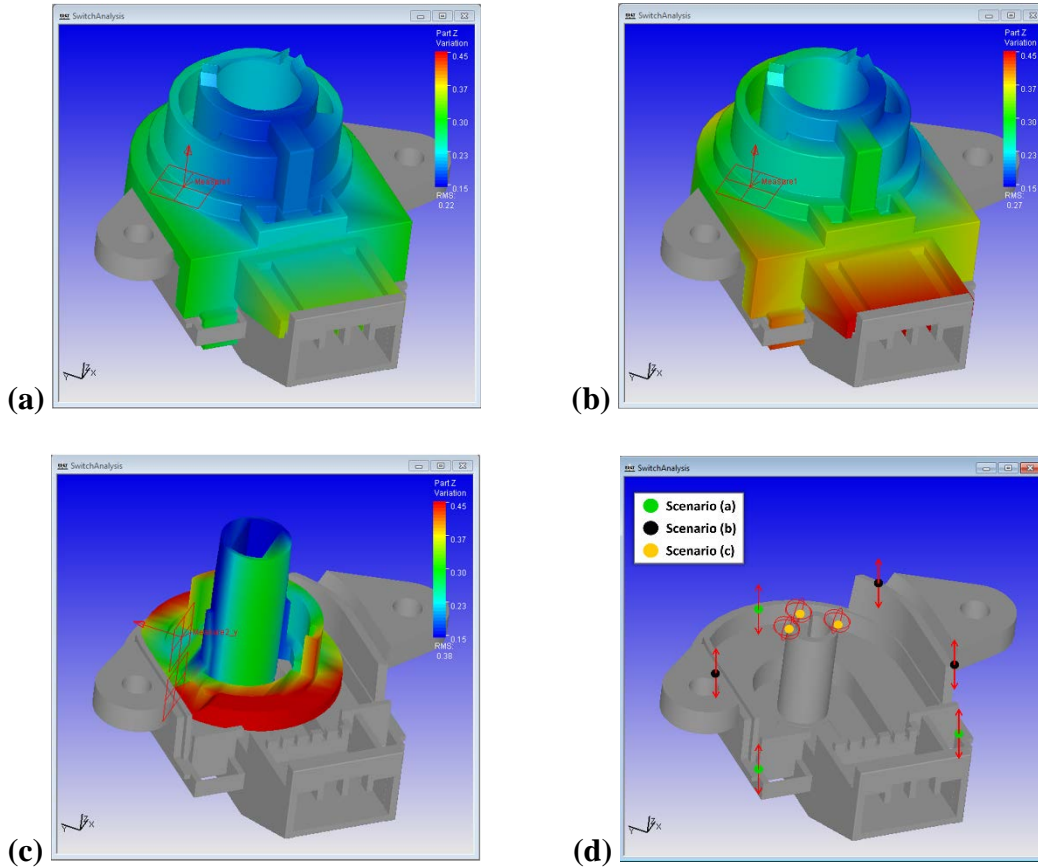 SwitchAnalysis
Part Z
Variation
0.45
0.37
0.30
0.23
0.15
RMS:
0.22
Measure1
Z
Y X
(a)
SwitchAnalysis
Part Z
Variation
0.45
0.37
0.30
0.23
0.15
RMS:
0.27
Measure1
Z
Y X
(b)
SwitchAnalysis
Part Z
Variation
0.45
0.37
0.30
0.23
0.15
RMS:
0.38
Z
Y X
(c)
SwitchAnalysis
Scenario (a)
Scenario (b)
Scenario (c)
Z
Y X
(d)